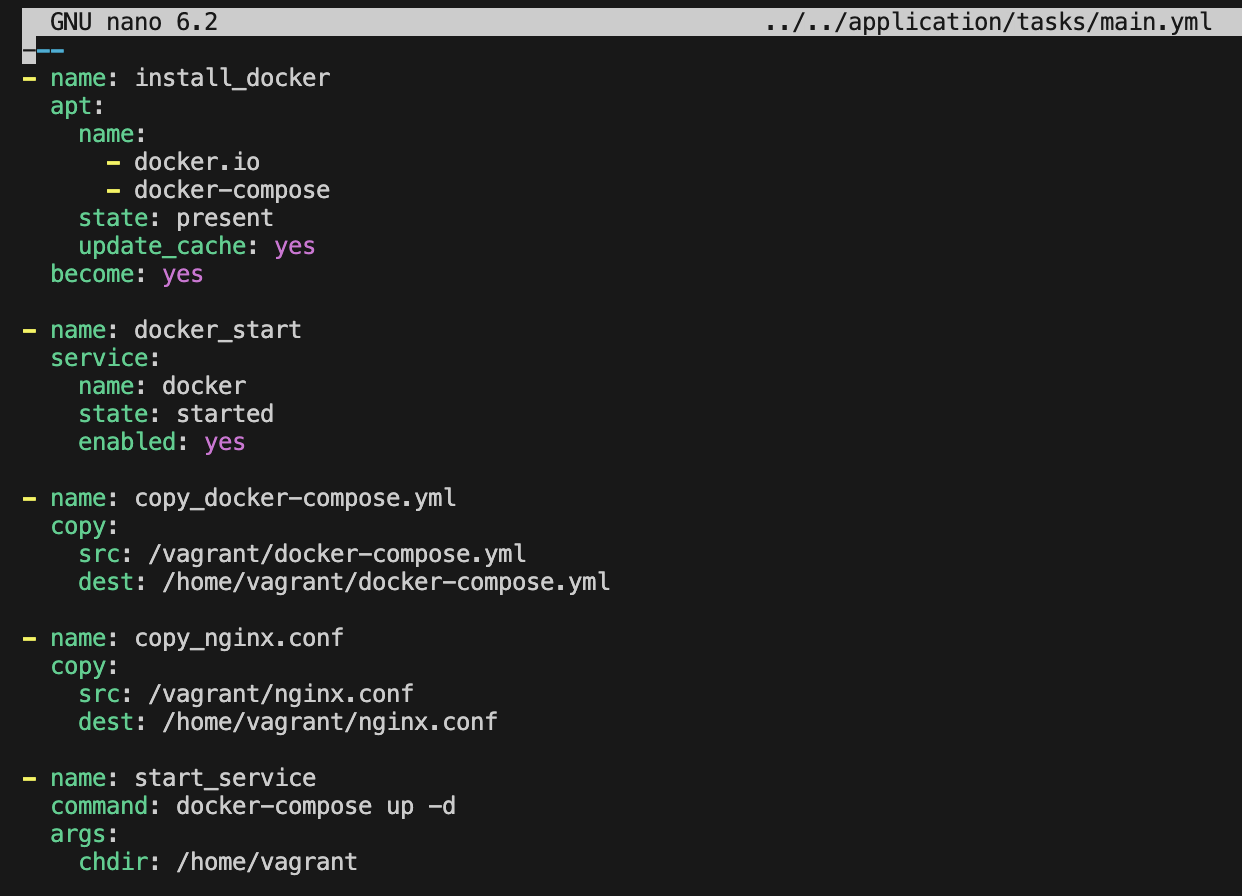 GNU nano 6.2 ../../application/tasks/main.yml
---
- name: install_docker
  apt:
    name:
      - docker.io
      - docker-compose
    state: present
    update_cache: yes
  become: yes

- name: docker_start
  service:
    name: docker
    state: started
    enabled: yes

- name: copy_docker-compose.yml
  copy:
    src: /vagrant/docker-compose.yml
    dest: /home/vagrant/docker-compose.yml

- name: copy_nginx.conf
  copy:
    src: /vagrant/nginx.conf
    dest: /home/vagrant/nginx.conf

- name: start_service
  command: docker-compose up -d
  args:
    chdir: /home/vagrant